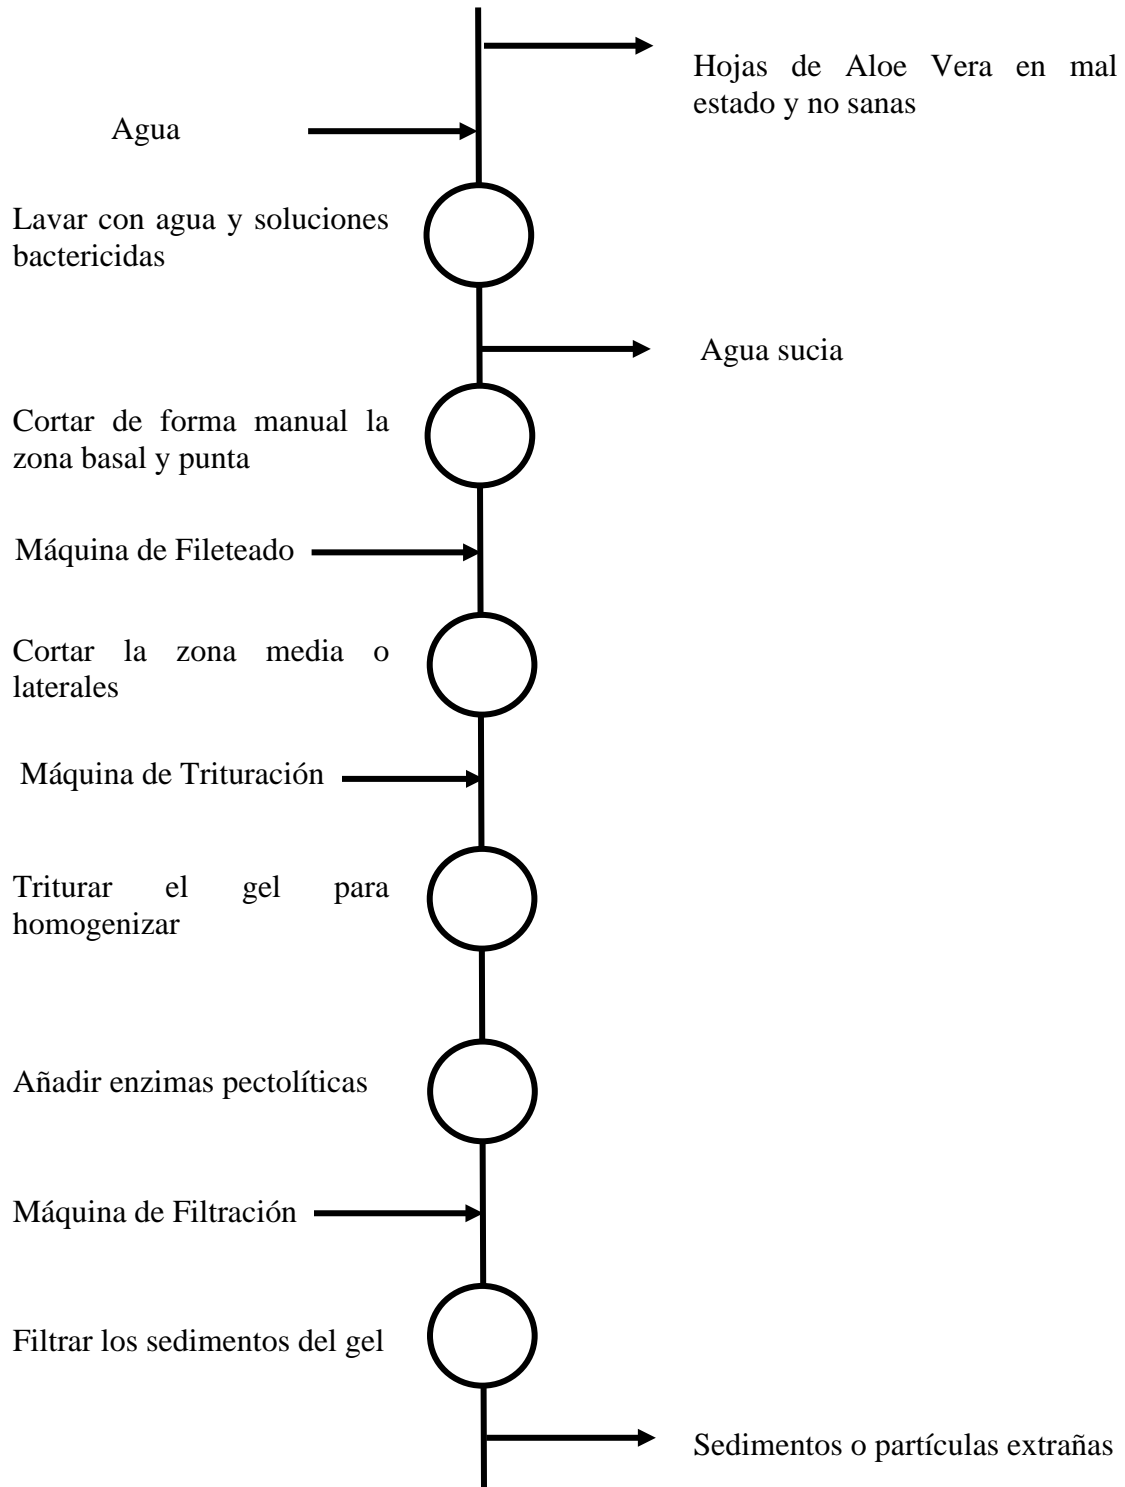 Hojas de Aloe Vera en mal
estado y no sanas
Agua
Lavar con agua y soluciones
bactericidas
Agua sucia
Cortar de forma manual la
zona basal y punta
Máquina de Fileteado
Cortar la zona media o
laterales
Máquina de Trituración
Triturar el gel para
homogenizar
Añadir enzimas pectolíticas
Máquina de Filtración
Filtrar los sedimentos del gel
Sedimentos o partículas extrañas